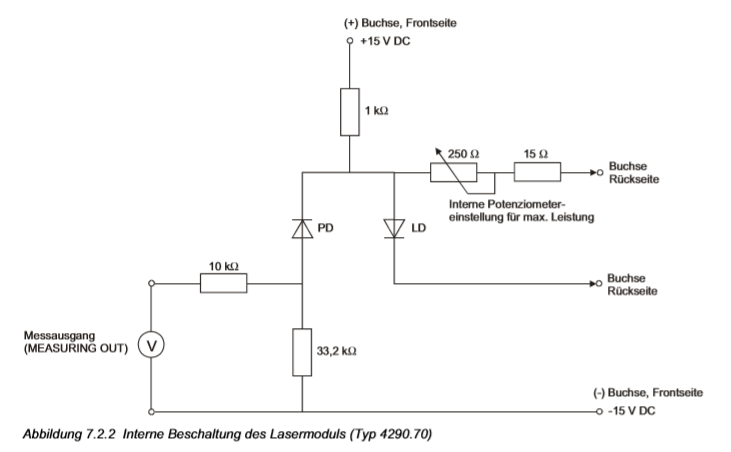 (+) Buchse, Frontseite
+15 V DC
1 kΩ
250 Ω
15 Ω
Buchse
Rückseite
Interne Potenziometer-
einstellung für max. Leistung
PD
LD
10 kΩ
Buchse
Rückseite
Messausgang
(MEASURING OUT)
V
33,2 kΩ
(-) Buchse, Frontseite
-15 V DC
Abbildung 7.2.2 Interne Beschaltung des Lasermoduls (Typ 4290.70)